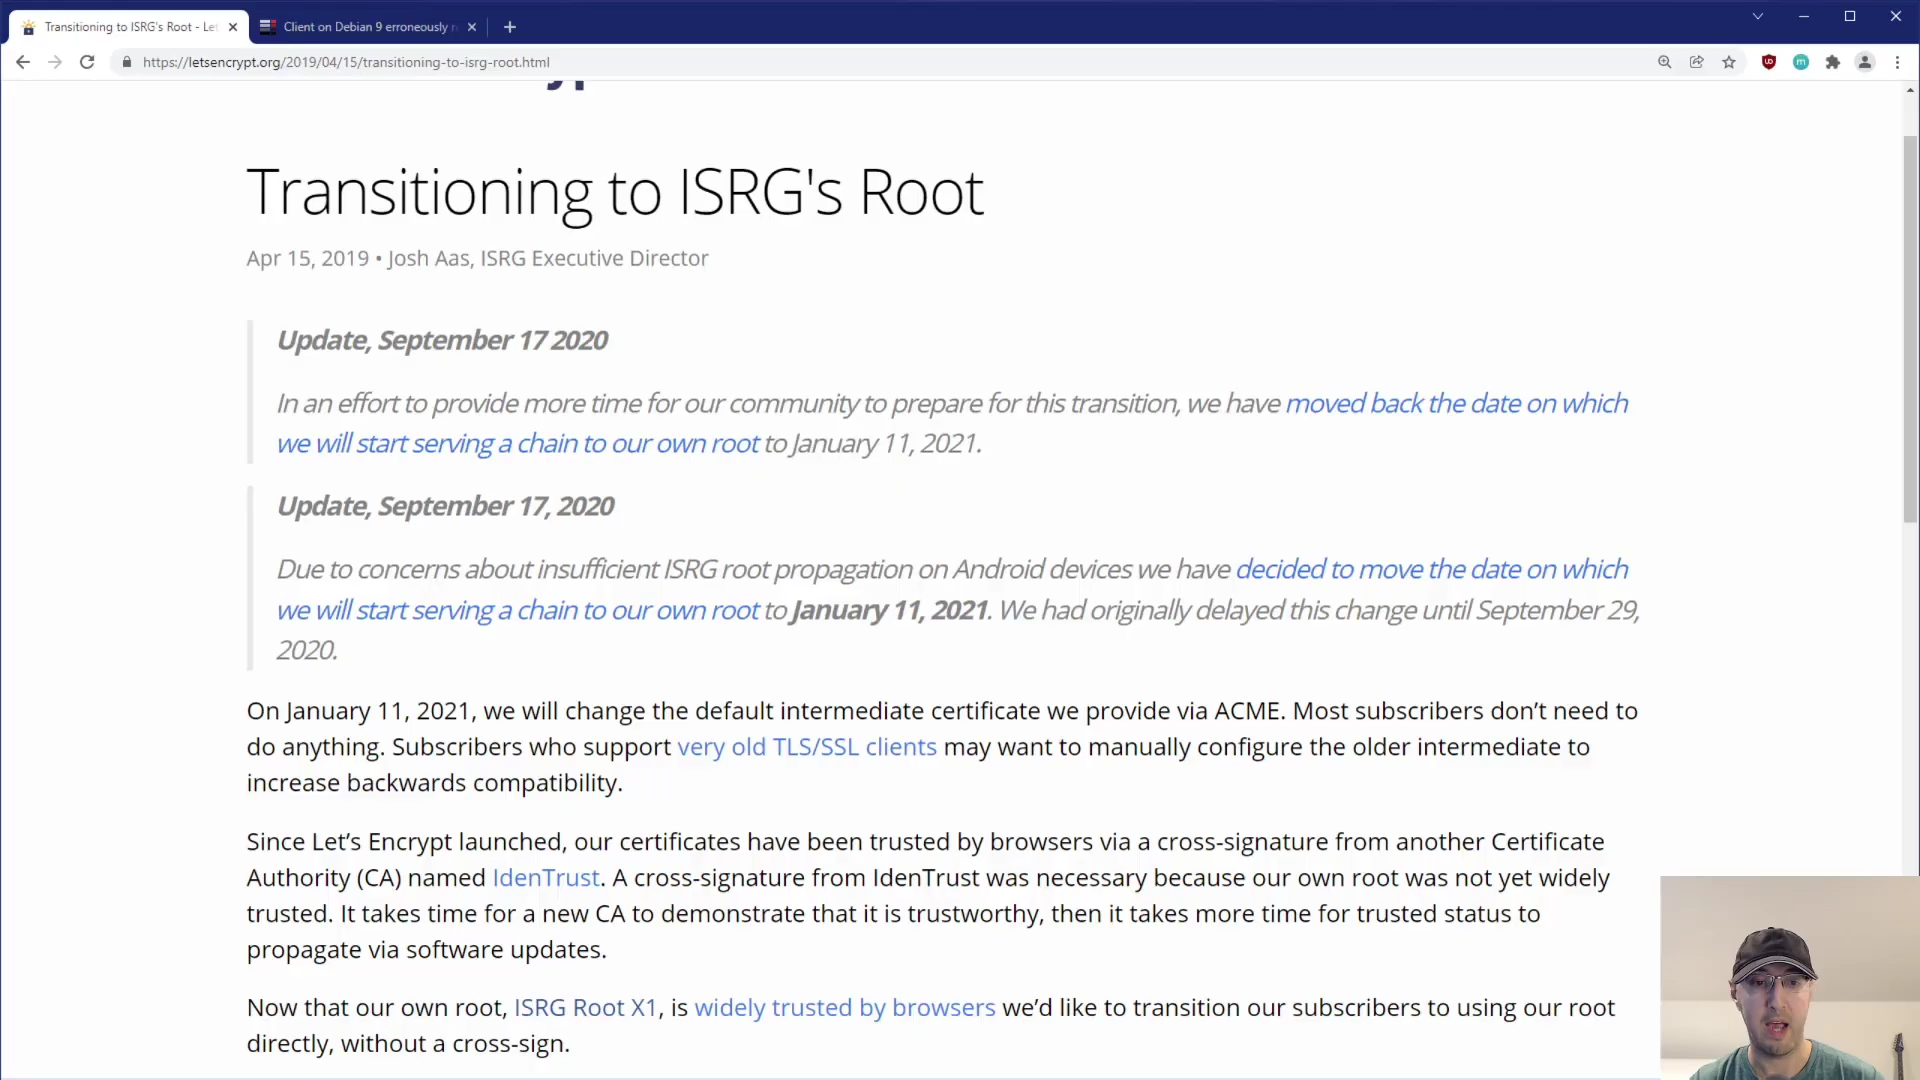 Transitioning to ISRG's Root - Let
Client on Debian 9 erroneously
https://letsencrypt.org/2019/04/15/transitioning-to-isrg-root.html
Transitioning to ISRG's Root
Apr 15, 2019 • Josh Aas, ISRG Executive Director
Update, September 17 2020
In an effort to provide more time for our community to prepare for this transition, we have moved back the date on which
we will start serving a chain to our own root to January 11, 2021.
Update, September 17, 2020
Due to concerns about insufficient ISRG root propagation on Android devices we have decided to move the date on which
we will start serving a chain to our own root to January 11, 2021. We had originally delayed this change until September 29,
2020.
On January 11, 2021, we will change the default intermediate certificate we provide via ACME. Most subscribers don’t need to
do anything. Subscribers who support very old TLS/SSL clients may want to manually configure the older intermediate to
increase backwards compatibility.
Since Let’s Encrypt launched, our certificates have been trusted by browsers via a cross-signature from another Certificate
Authority (CA) named IdenTrust. A cross-signature from IdenTrust was necessary because our own root was not yet widely
trusted. It takes time for a new CA to demonstrate that it is trustworthy, then it takes more time for trusted status to
propagate via software updates.
Now that our own root, ISRG Root X1, is widely trusted by browsers we’d like to transition our subscribers to using our root
directly, without a cross-sign.